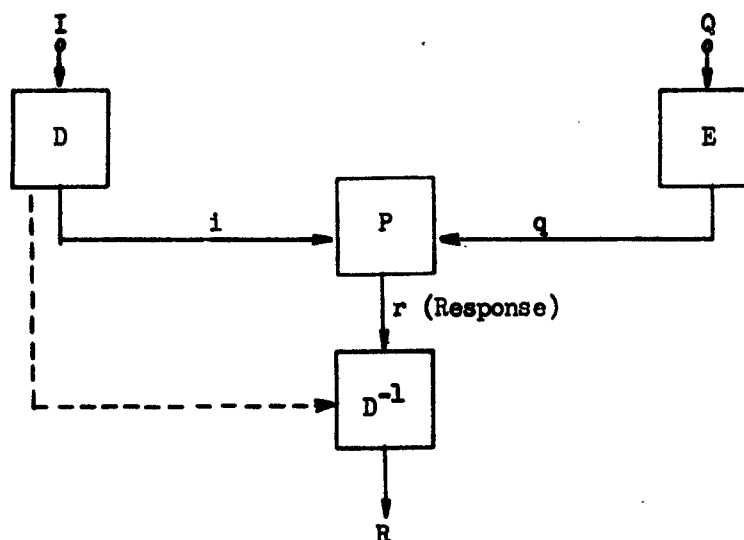 I Q
D E
P
i q
r (Response)
D⁻¹
R